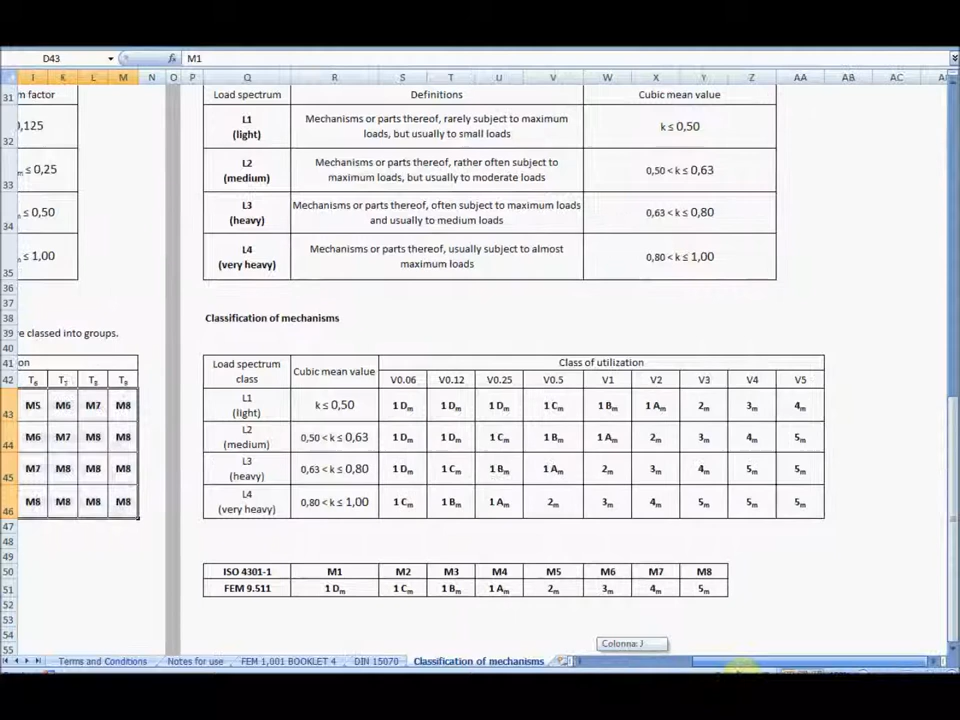 D43 fx M1
J K L M N O P Q R S T U V W X Y Z AA AB AC
31 m factor Load spectrum Definitions Cubic mean value
32 0,125 L1 (light) Mechanisms or parts thereof, rarely subject to maximum loads, but usually to small loads k ≤ 0,50
33 m ≤ 0,25 L2 (medium) Mechanisms or parts thereof, rather often subject to maximum loads, but usually to moderate loads 0,50 < k ≤ 0,63
34 m ≤ 0,50 L3 (heavy) Mechanisms or parts thereof, often subject to maximum loads and usually to medium loads 0,63 < k ≤ 0,80
35 ≤ 1,00 L4 (very heavy) Mechanisms or parts thereof, usually subject to almost maximum loads 0,80 < k ≤ 1,00
36
37
38 Classification of mechanisms
39 e classed into groups.
40
41 on Load spectrum class Cubic mean value Class of utilization
42 T6 T7 T8 T9 V0.06 V0.12 V0.25 V0.5 V1 V2 V3 V4 V5
43 M5 M6 M7 M8 L1 (light) k ≤ 0,50 1 Dm 1 Dm 1 Dm 1 Cm 1 Bm 1 Am 2m 3m 4m
44 M6 M7 M8 M8 L2 (medium) 0,50 < k ≤ 0,63 1 Dm 1 Dm 1 Cm 1 Bm 1 Am 2m 3m 4m 5m
45 M7 M8 M8 M8 L3 (heavy) 0,63 < k ≤ 0,80 1 Dm 1 Cm 1 Bm 1 Am 2m 3m 4m 5m 5m
46 M8 M8 M8 M8 L4 (very heavy) 0,80 < k ≤ 1,00 1 Cm 1 Bm 1 Am 2m 3m 4m 5m 5m 5m
47
48
49
50 ISO 4301-1 M1 M2 M3 M4 M5 M6 M7 M8
51 FEM 9.511 1 Dm 1 Cm 1 Bm 1 Am 2m 3m 4m 5m
52
53
54
55
Colonna: J
Terms and Conditions Notes for use FEM 1,001 BOOKLET 4 DIN 15070 Classification of mechanisms